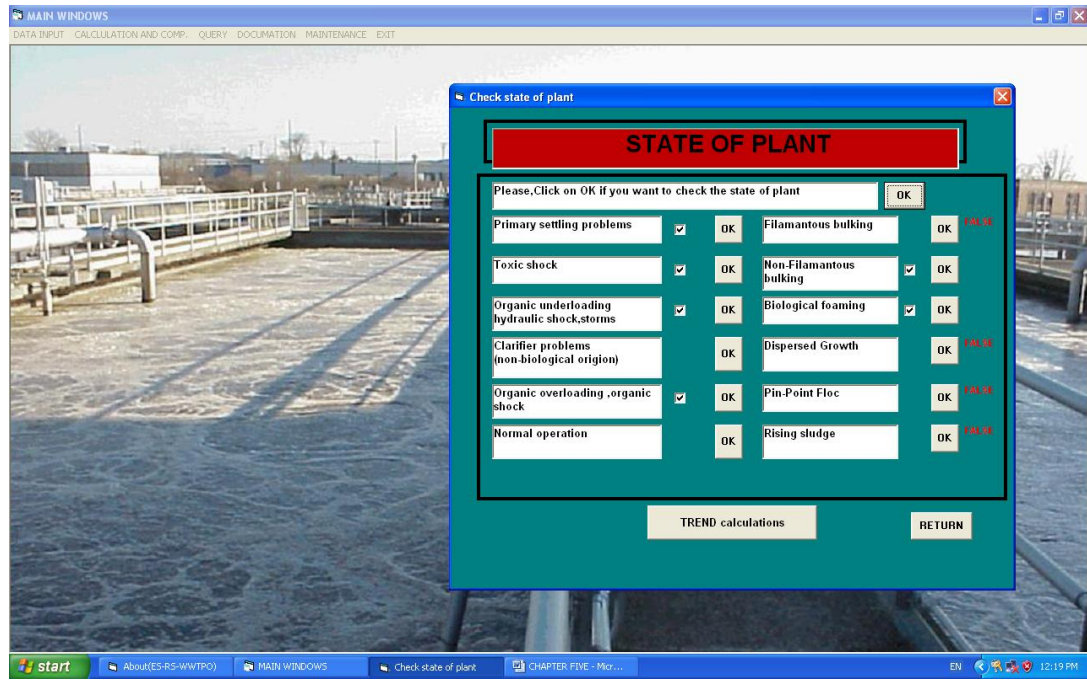 MAIN WINDOWS
DATA INPUT CALCLULATION AND COMP. QUERY DOCUMATION MAINTENANCE EXIT
Check state of plant
STATE OF PLANT
Please,Click on OK if you want to check the state of plant OK
Primary settling problems OK Filamantous bulking OK FALSE
Toxic shock OK Non-Filamantous
bulking OK
Organic underloading
hydraulic shock,storms OK Biological foaming OK
Clarifier problems
(non-biological origion) OK Dispersed Growth OK FALSE
Organic overloading ,organic
shock OK Pin-Point Floc OK FALSE
Normal operation OK Rising sludge OK FALSE
TREND calculations RETURN
start About(ES-RS-WWTPO) MAIN WINDOWS Check state of plant CHAPTER FIVE - Micr... EN 12:19 PM